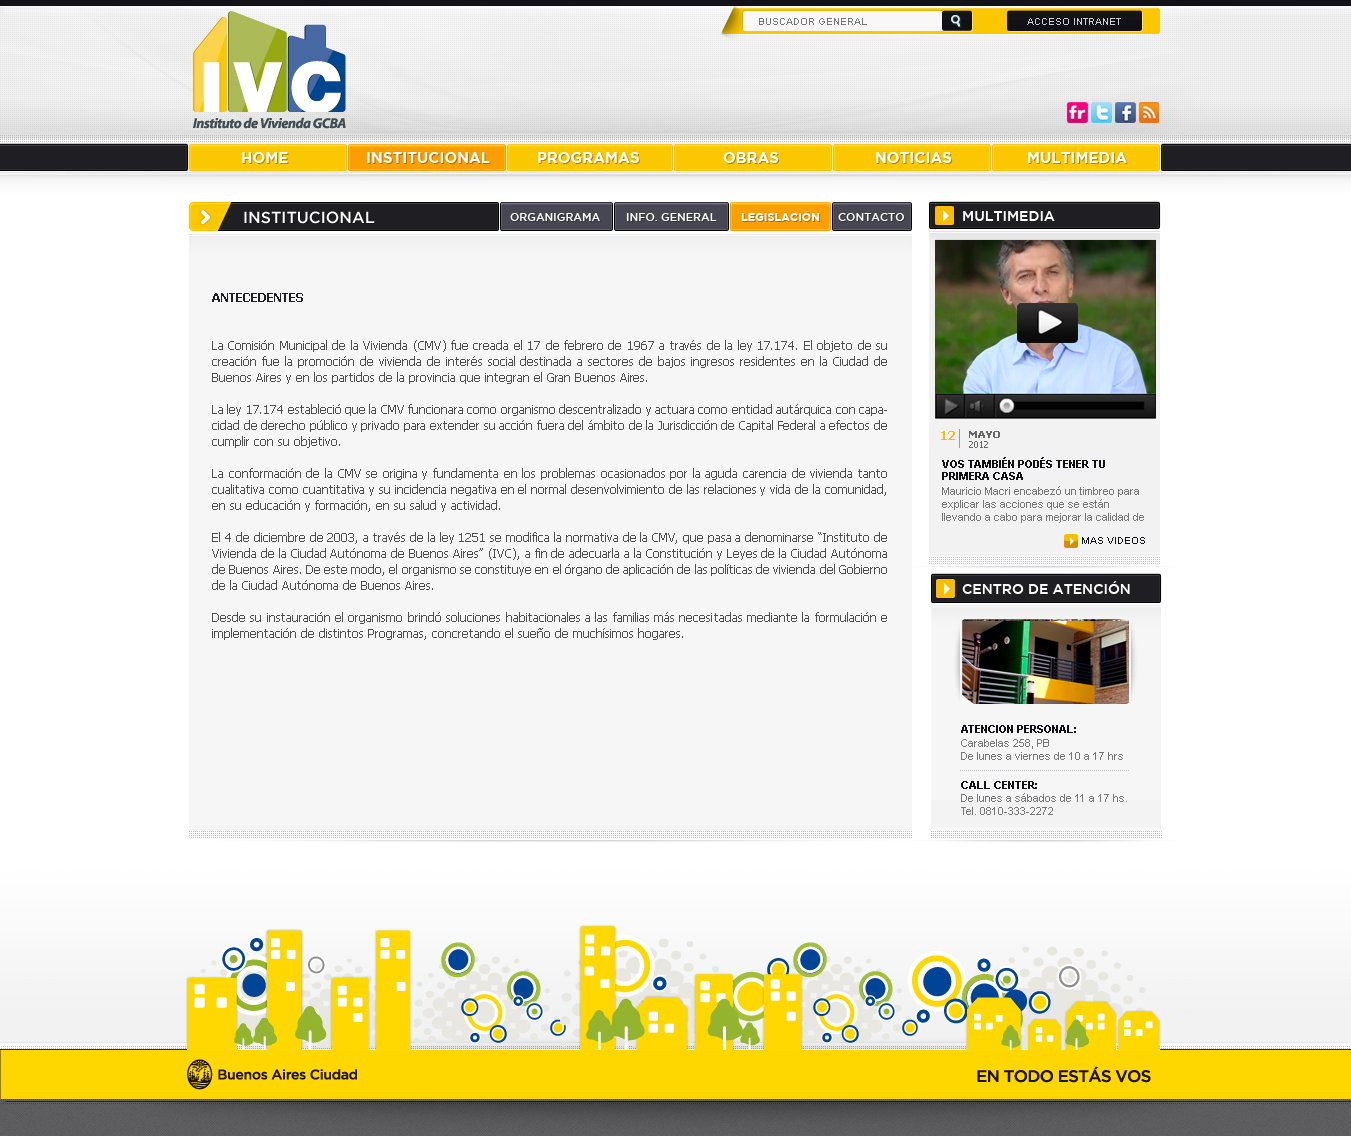 BUSCADOR GENERAL
ACCESO INTRANET
IVC
Instituto de Vivienda GCBA
fr t f
HOME INSTITUCIONAL PROGRAMAS OBRAS NOTICIAS MULTIMEDIA
INSTITUCIONAL
ORGANIGRAMA INFO. GENERAL LEGISLACIÓN CONTACTO
ANTECEDENTES
La Comisión Municipal de la Vivienda (CMV) fue creada el 17 de febrero de 1967 a través de la ley 17.174. El objeto de su
creación fue la promoción de vivienda de interés social destinada a sectores de bajos ingresos residentes en la Ciudad de
Buenos Aires y en los partidos de la provincia que integran el Gran Buenos Aires.
La ley 17.174 estableció que la CMV funcionara como organismo descentralizado y actuara como entidad autárquica con capa-
cidad de derecho público y privado para extender su acción fuera del ámbito de la Jurisdicción de Capital Federal a efectos de
cumplir con su objetivo.
La conformación de la CMV se origina y fundamenta en los problemas ocasionados por la aguda carencia de vivienda tanto
cualitativa como cuantitativa y su incidencia negativa en el normal desenvolvimiento de las relaciones y vida de la comunidad,
en su educación y formación, en su salud y actividad.
El 4 de diciembre de 2003, a través de la ley 1251 se modifica la normativa de la CMV, que pasa a denominarse “Instituto de
Vivienda de la Ciudad Autónoma de Buenos Aires” (IVC), a fin de adecuarla a la Constitución y Leyes de la Ciudad Autónoma
de Buenos Aires. De este modo, el organismo se constituye en el órgano de aplicación de las políticas de vivienda del Gobierno
de la Ciudad Autónoma de Buenos Aires.
Desde su instauración el organismo brindó soluciones habitacionales a las familias más necesitadas mediante la formulación e
implementación de distintos Programas, concretando el sueño de muchísimos hogares.
MULTIMEDIA
12 MAYO
2012
VOS TAMBIÉN PODÉS TENER TU
PRIMERA CASA
Mauricio Macri encabezó un timbreo para
explicar las acciones que se están
llevando a cabo para mejorar la calidad de
MAS VIDEOS
CENTRO DE ATENCIÓN
ATENCION PERSONAL:
Carabelas 258, PB
De lunes a viernes de 10 a 17 hrs
CALL CENTER:
De lunes a sábados de 11 a 17 hs.
Tel. 0810-333-2272
Buenos Aires Ciudad
EN TODO ESTÁS VOS